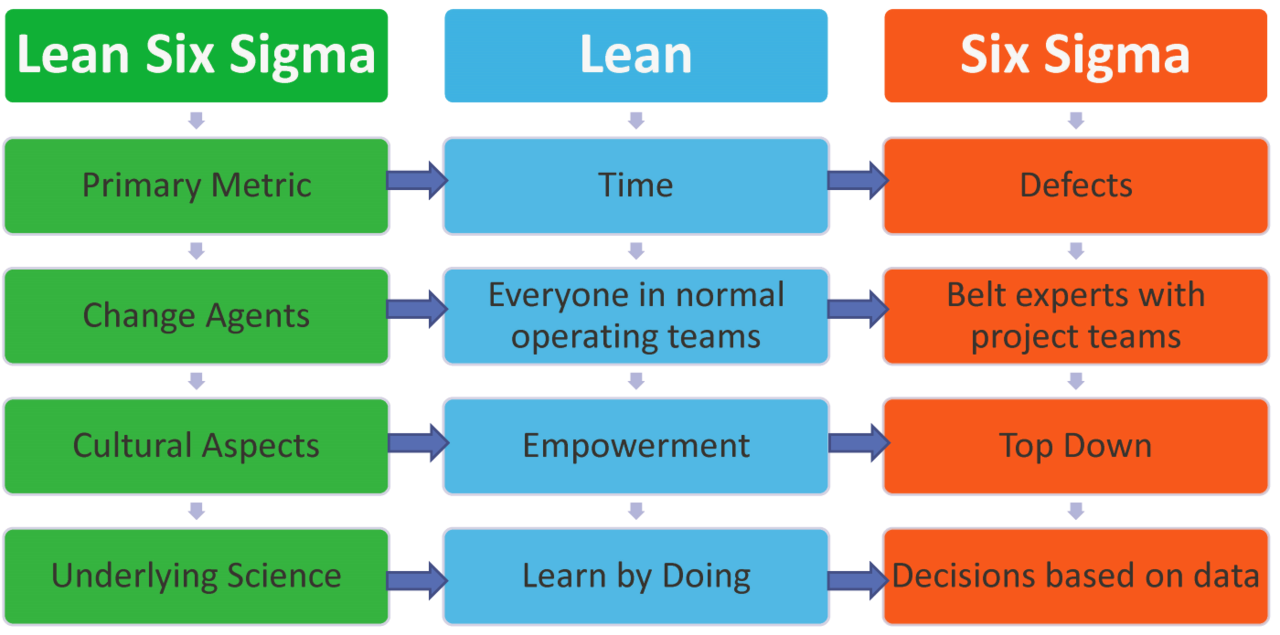 Lean Six Sigma
Lean
Six Sigma
Primary Metric
Time
Defects
Change Agents
Everyone in normal
operating teams
Belt experts with
project teams
Cultural Aspects
Empowerment
Top Down
Underlying Science
Learn by Doing
Decisions based on data